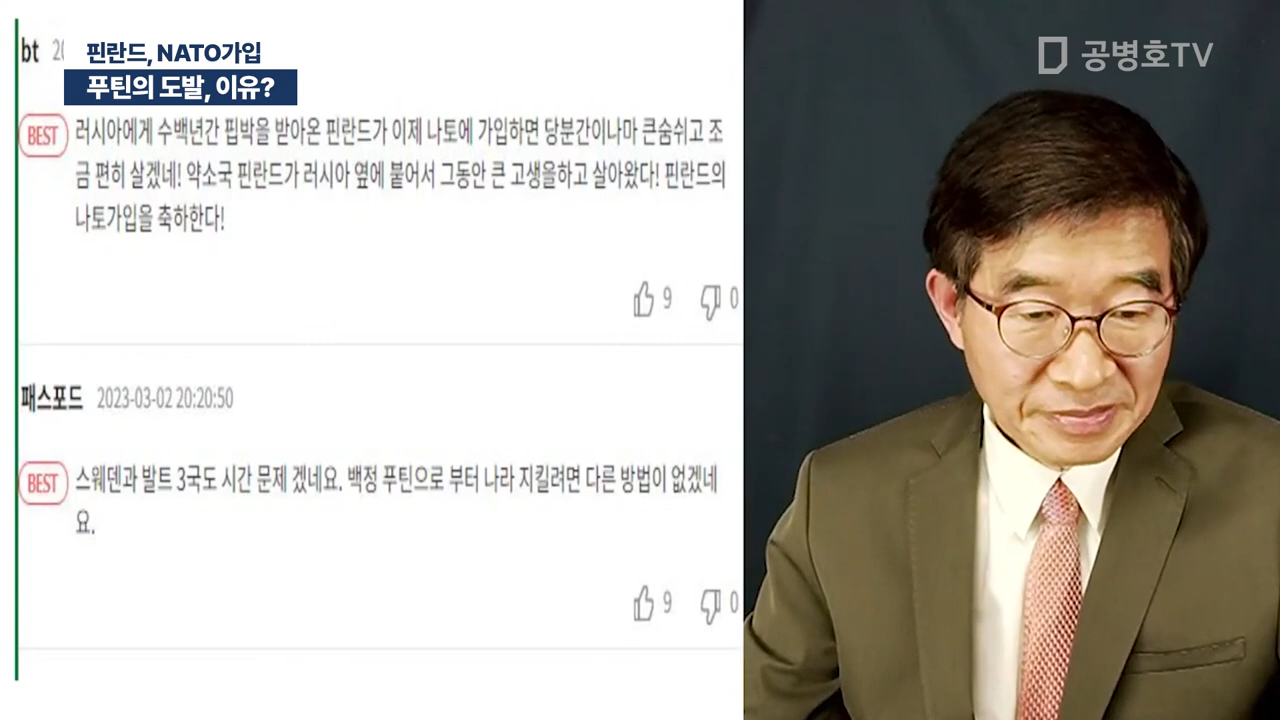 핀란드, NATO가입
푸틴의 도발, 이유?
공병호TV
bt
BEST
러시아에게 수백년간 핍박을 받아온 핀란드가 이제 나토에 가입하면 당분간이나마 큰숨쉬고 조
금 편히 살겠네! 약소국 핀란드가 러시아 옆에 붙어서 그동안 큰 고생을하고 살아왔다! 핀란드의
나토가입을 축하한다!
9 0
패스포드 2023-03-02 20:20:50
BEST
스웨덴과 발트 3국도 시간 문제 겠네요. 백정 푸틴으로 부터 나라 지킬려면 다른 방법이 없겠네
요.
9 0